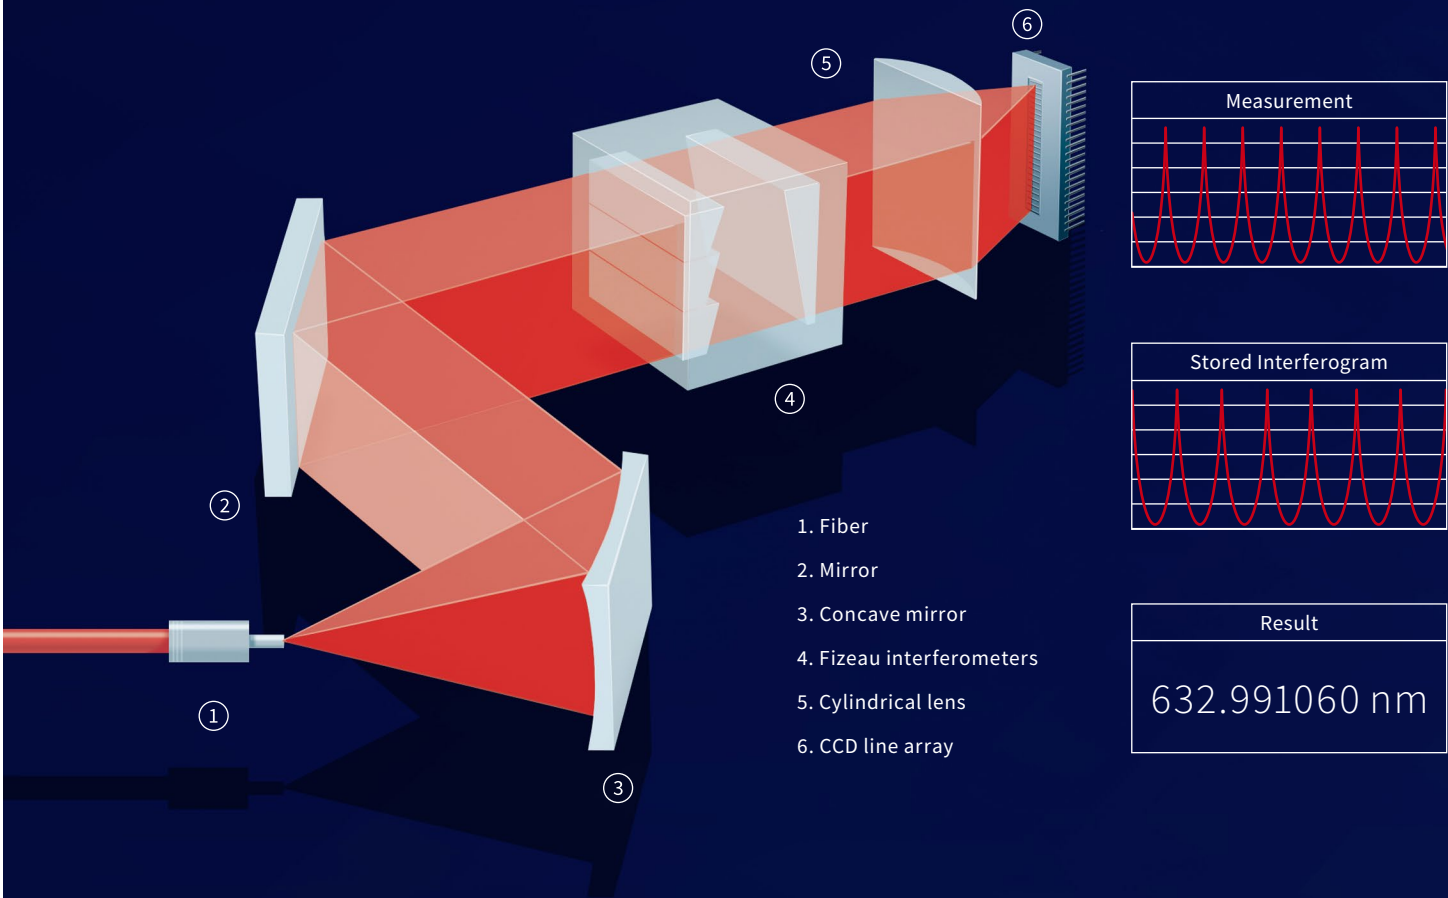 6
5
Measurement
Stored Interferogram
4
2
1. Fiber
2. Mirror
3. Concave mirror
4. Fizeau interferometers
5. Cylindrical lens
6. CCD line array
Result
632.991060 nm
1
3